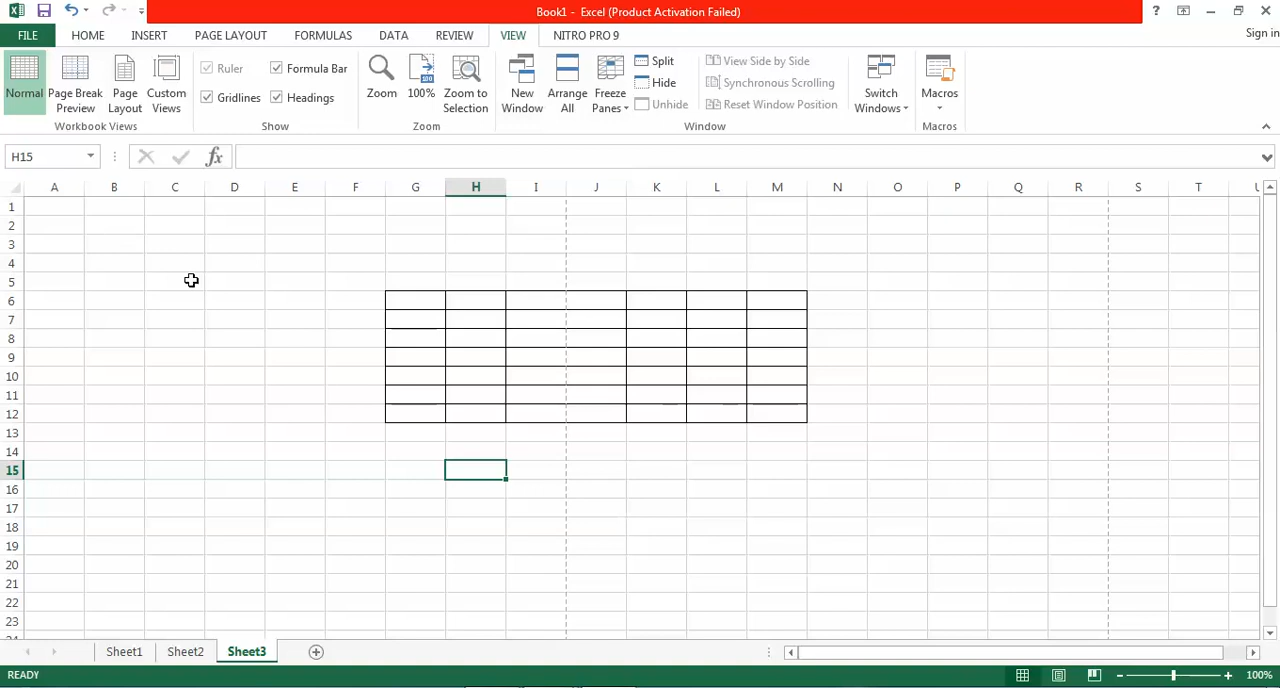 Book1 - Excel (Product Activation Failed)
?
FILE HOME INSERT PAGE LAYOUT FORMULAS DATA REVIEW VIEW NITRO PRO 9 Sign in
Normal
Page Break Preview
Page Layout
Custom Views
Ruler
Formula Bar
Gridlines
Headings
Zoom
100
100%
Zoom to Selection
New Window
Arrange All
Freeze Panes
Split
Hide
Unhide
View Side by Side
Synchronous Scrolling
Reset Window Position
Switch Windows
Macros
Workbook Views
Show
Zoom
Window
Macros
H15
fx
A B C D E F G H I J K L M N O P Q R S T
1
2
3
4
5
6
7
8
9
10
11
12
13
14
15
16
17
18
19
20
21
22
23
Sheet1 Sheet2 Sheet3
READY
100%